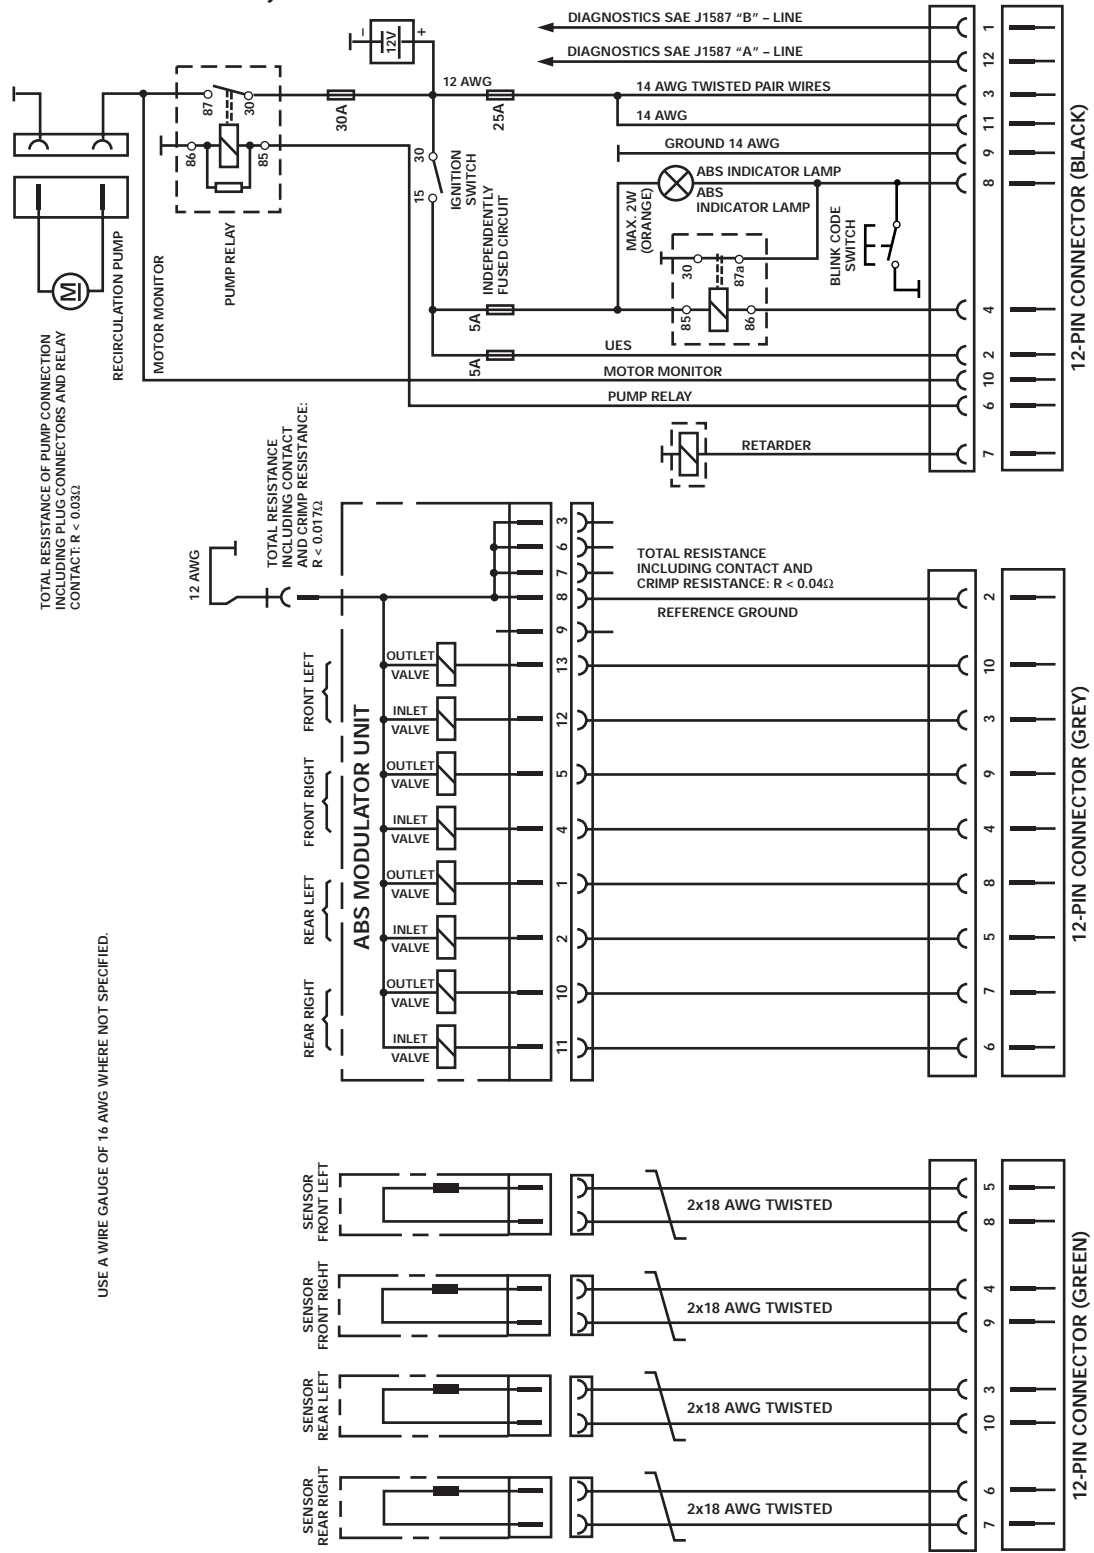 DIAGNOSTICS SAE J1587 “B” – LINE
DIAGNOSTICS SAE J1587 “A” – LINE
14 AWG TWISTED PAIR WIRES
14 AWG
GROUND 14 AWG
ABS INDICATOR LAMP
ABS
INDICATOR LAMP
MAX. 2W
(ORANGE)
BLINK CODE
SWITCH
30
87a
85
86
UES
MOTOR MONITOR
PUMP RELAY
RETARDER
1
12
3
11
9
8
4
2
10
6
7
12-PIN CONNECTOR (BLACK)
–
12V
+
12 AWG
30A
25A
30
15
IGNITION
SWITCH
INDEPENDENTLY
FUSED CIRCUIT
5A
5A
87
30
86
85
PUMP RELAY
MOTOR MONITOR
RECIRCULATION PUMP
M
TOTAL RESISTANCE OF PUMP CONNECTION
INCLUDING PLUG CONNECTORS AND RELAY
CONTACT: R < 0.03Ω
TOTAL RESISTANCE
INCLUDING CONTACT
AND CRIMP RESISTANCE:
R < 0.017Ω
12 AWG
TOTAL RESISTANCE
INCLUDING CONTACT AND
CRIMP RESISTANCE: R < 0.04Ω
REFERENCE GROUND
ABS MODULATOR UNIT
FRONT LEFT
OUTLET
VALVE
INLET
VALVE
FRONT RIGHT
OUTLET
VALVE
INLET
VALVE
REAR LEFT
OUTLET
VALVE
INLET
VALVE
REAR RIGHT
OUTLET
VALVE
INLET
VALVE
3
6
7
8
9
13
12
5
4
1
2
10
11
2
10
3
9
4
8
5
7
6
12-PIN CONNECTOR (GREY)
USE A WIRE GAUGE OF 16 AWG WHERE NOT SPECIFIED.
SENSOR
FRONT LEFT
2x18 AWG TWISTED
5
8
SENSOR
FRONT RIGHT
2x18 AWG TWISTED
4
9
SENSOR
REAR LEFT
2x18 AWG TWISTED
3
10
SENSOR
REAR RIGHT
2x18 AWG TWISTED
6
7
12-PIN CONNECTOR (GREEN)